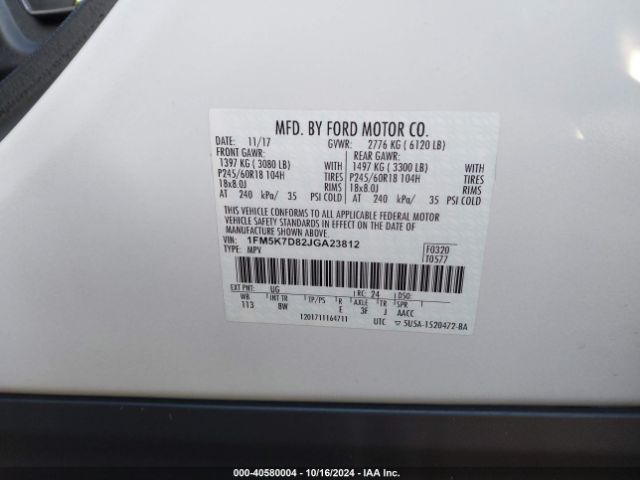 MFD. BY FORD MOTOR CO.
DATE: 11/17 GVWR: 2776 KG ( 6120 LB)
FRONT GAWR: REAR GAWR:
1397 KG ( 3080 LB) WITH 1497 KG ( 3300 LB) WITH
P245/60R18 104H TIRES P245/60R18 104H TIRES
18x8.0J RIMS 18x8.0J RIMS
AT 240 kPa/ 35 PSI COLD AT 240 kPa/ 35 PSI COLD
THIS VEHICLE CONFORMS TO ALL APPLICABLE FEDERAL MOTOR
VEHICLE SAFETY STANDARDS IN EFFECT ON THE DATE OF
MANUFACTURE SHOWN ABOVE.
VIN: 1FM5K7D82JGA23812 F0320
TYPE: MPV T0577
EXT PNT: UG RC: 24 DSO:
WB INT TR TP/PS R AXLE TR SPR
113 8W E 3F J AACC
1201711164711 UTC ▽ 5U5A-1520472-BA
000-40580004 - 10/16/2024 - IAA Inc.